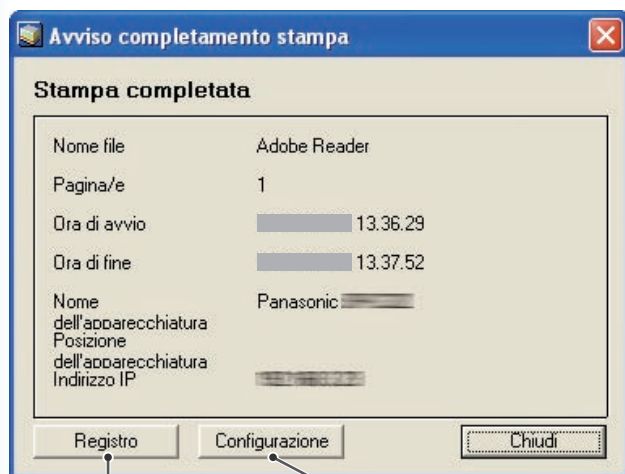 Avviso completamento stampa
Stampa completata
Nome file Adobe Reader
Pagina/e 1
Ora di avvio 13.36.29
Ora di fine 13.37.52
Nome dell'apparecchiatura Panasonic
Posizione dell'apparecchiatura
Indirizzo IP
Registro Configurazione Chiudi